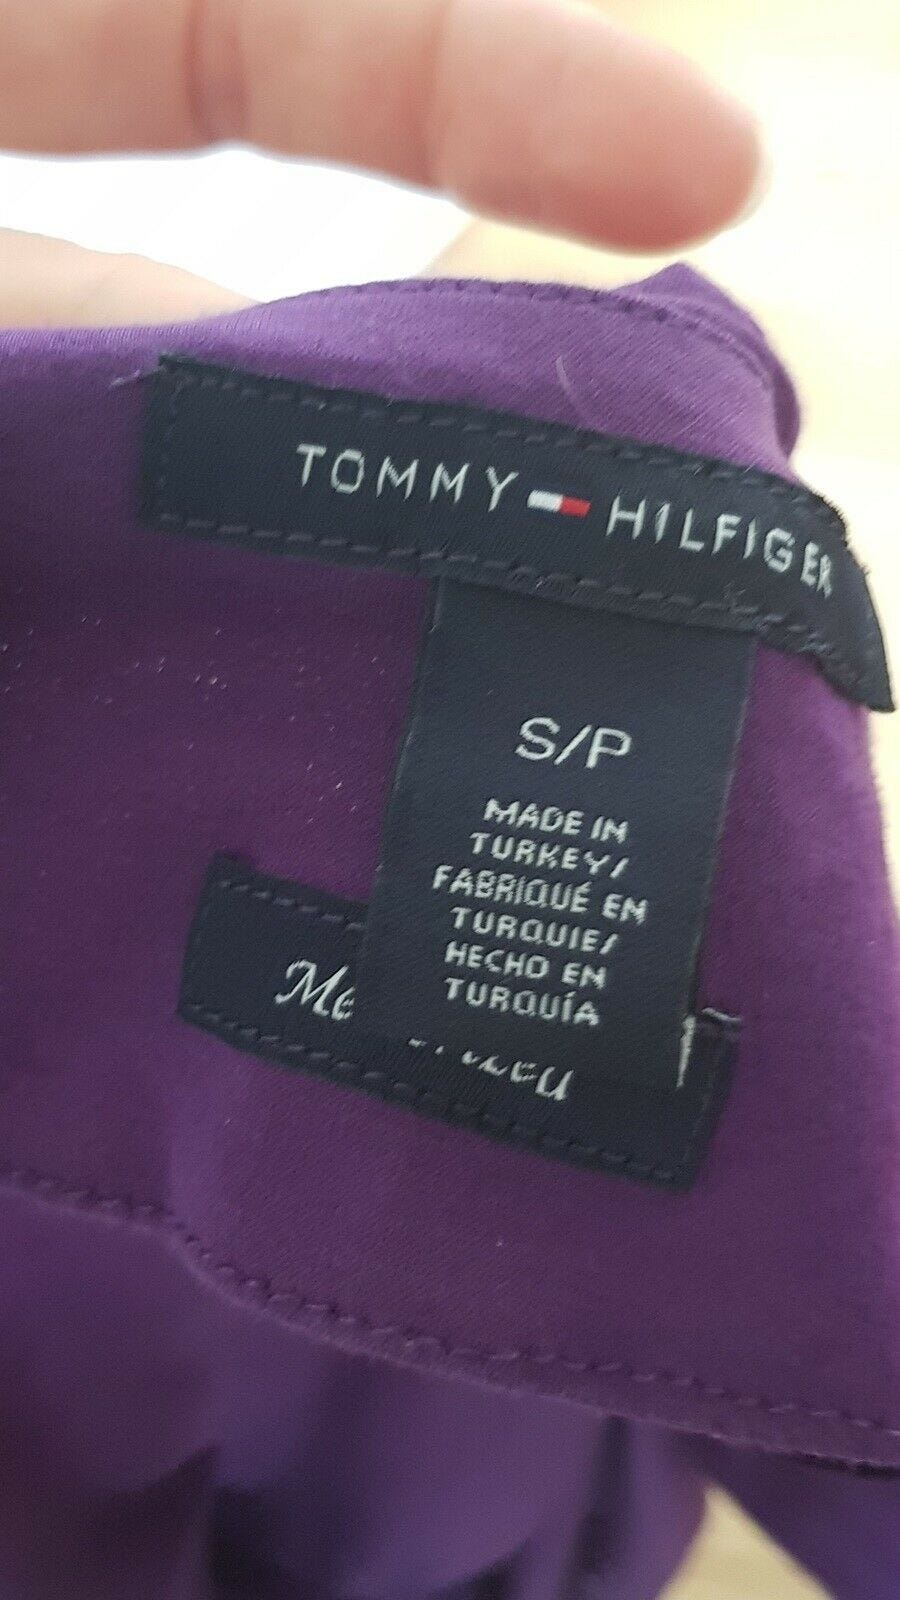 TOMMY HILFIGER
S/P
MADE IN
TURKEY/
FABRIQUÉ EN
TURQUIE/
HECHO EN
TURQUÍA